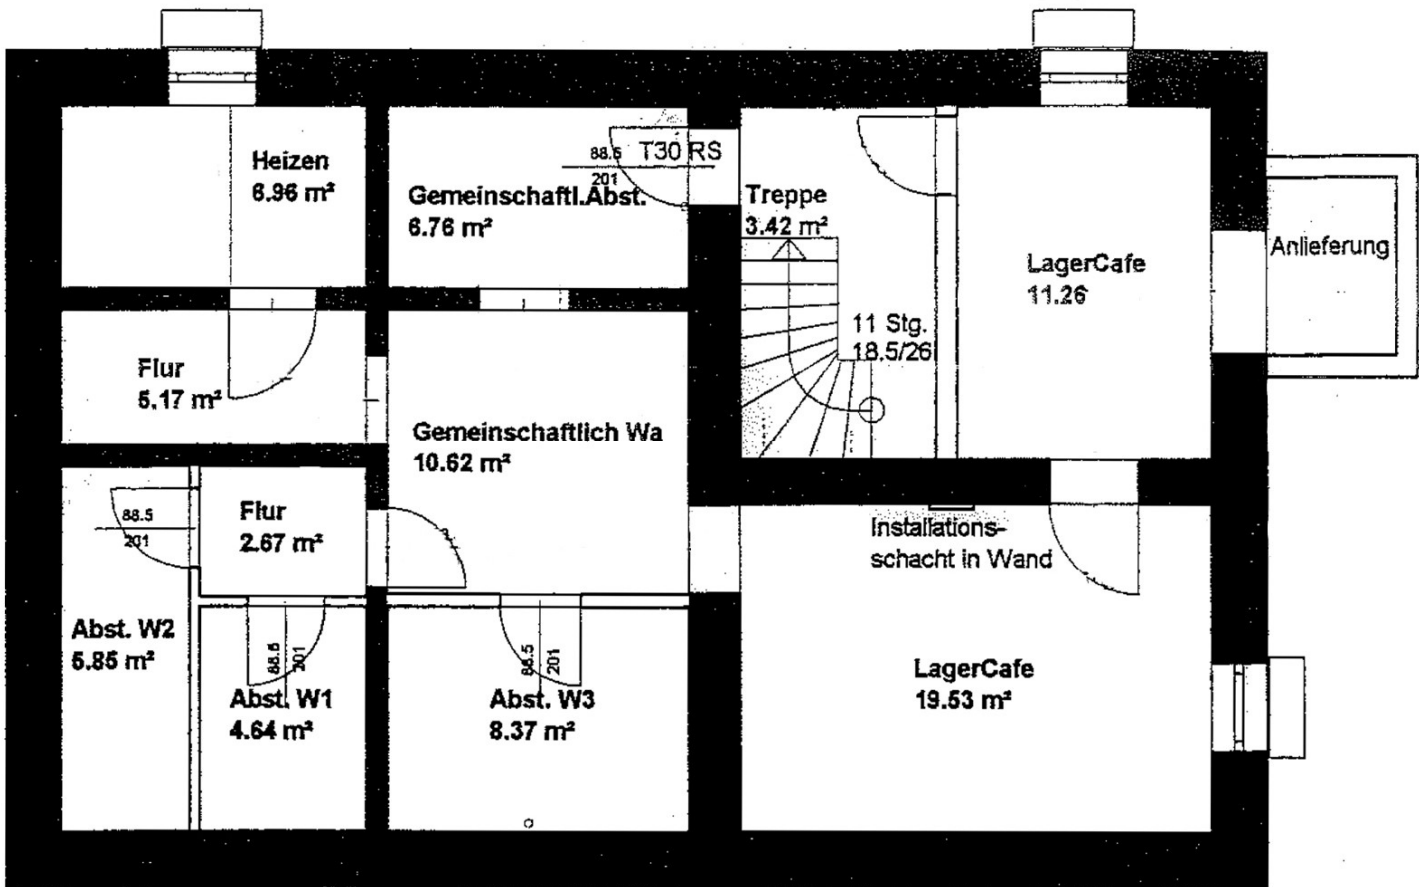 Heizen
6.96 m²
Gemeinschaftl.Abst.
6.76 m²
88.5
201
T30 RS
Treppe
3.42 m²
11 Stg.
18.5/26
LagerCafe
11.26
Anlieferung
Flur
5.17 m²
Gemeinschaftlich Wa
10.62 m²
88.5
201
Flur
2.67 m²
Installations-
schacht in Wand
Abst. W2
5.85 m²
88.5
201
Abst. W1
4.64 m²
88.5
201
Abst. W3
8.37 m²
LagerCafe
19.53 m²